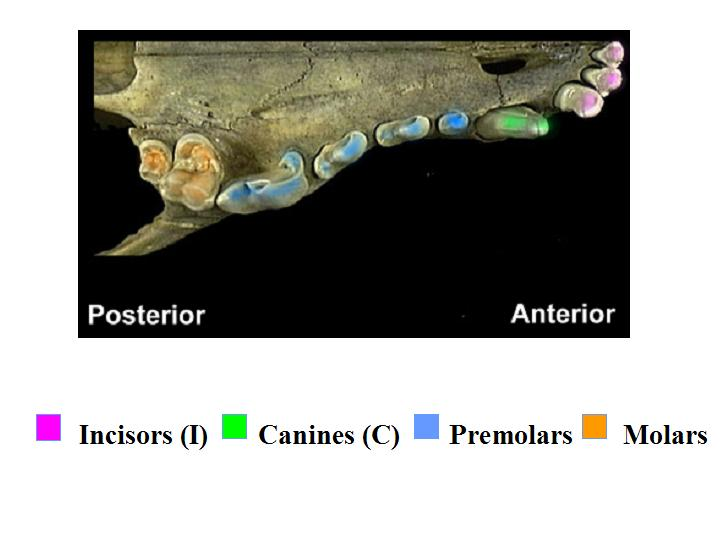 Posterior Anterior
Incisors (I) Canines (C) Premolars Molars